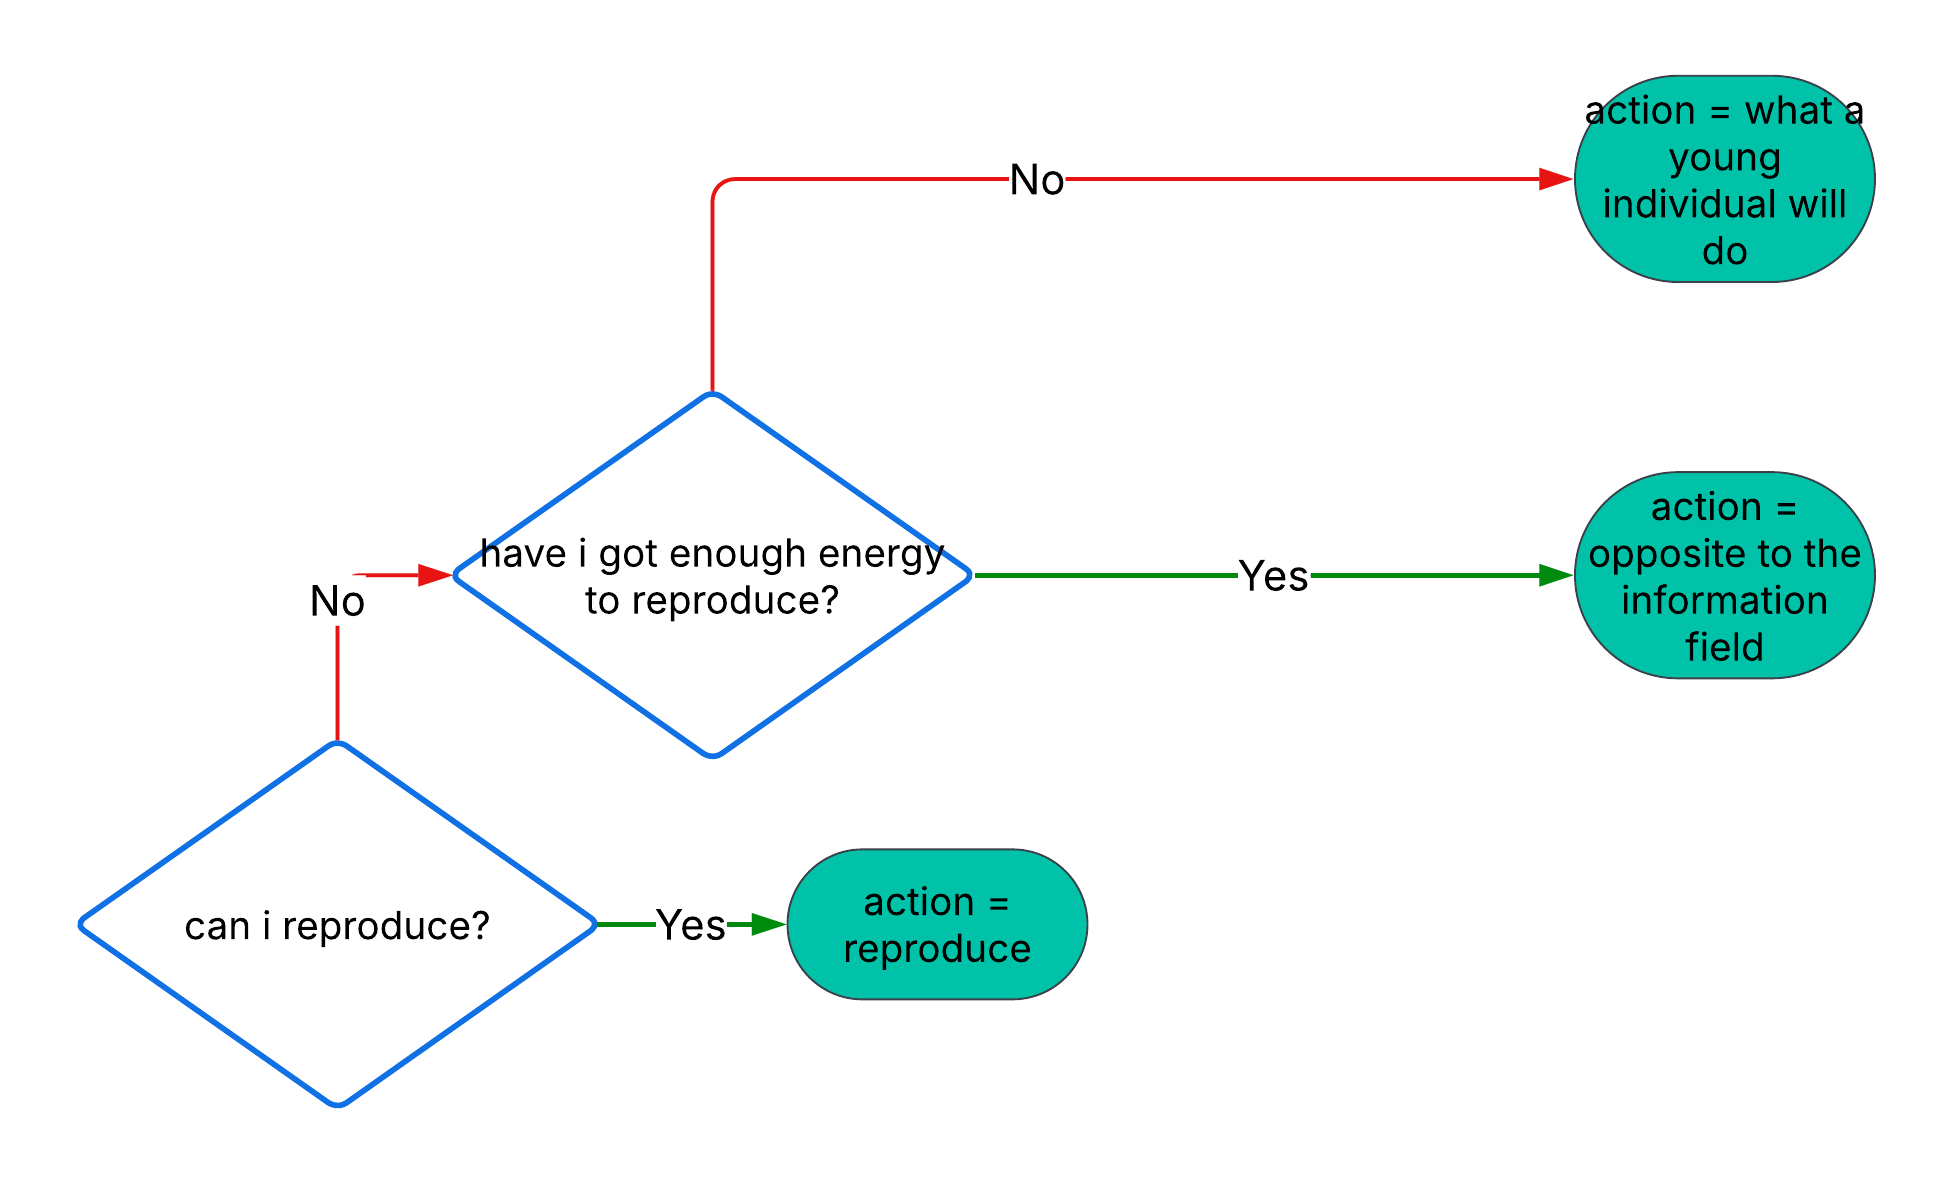 action = what a
young
individual will
do
No
have i got enough energy
to reproduce?
Yes
action =
opposite to the
information
field
No
can i reproduce?
Yes
action =
reproduce